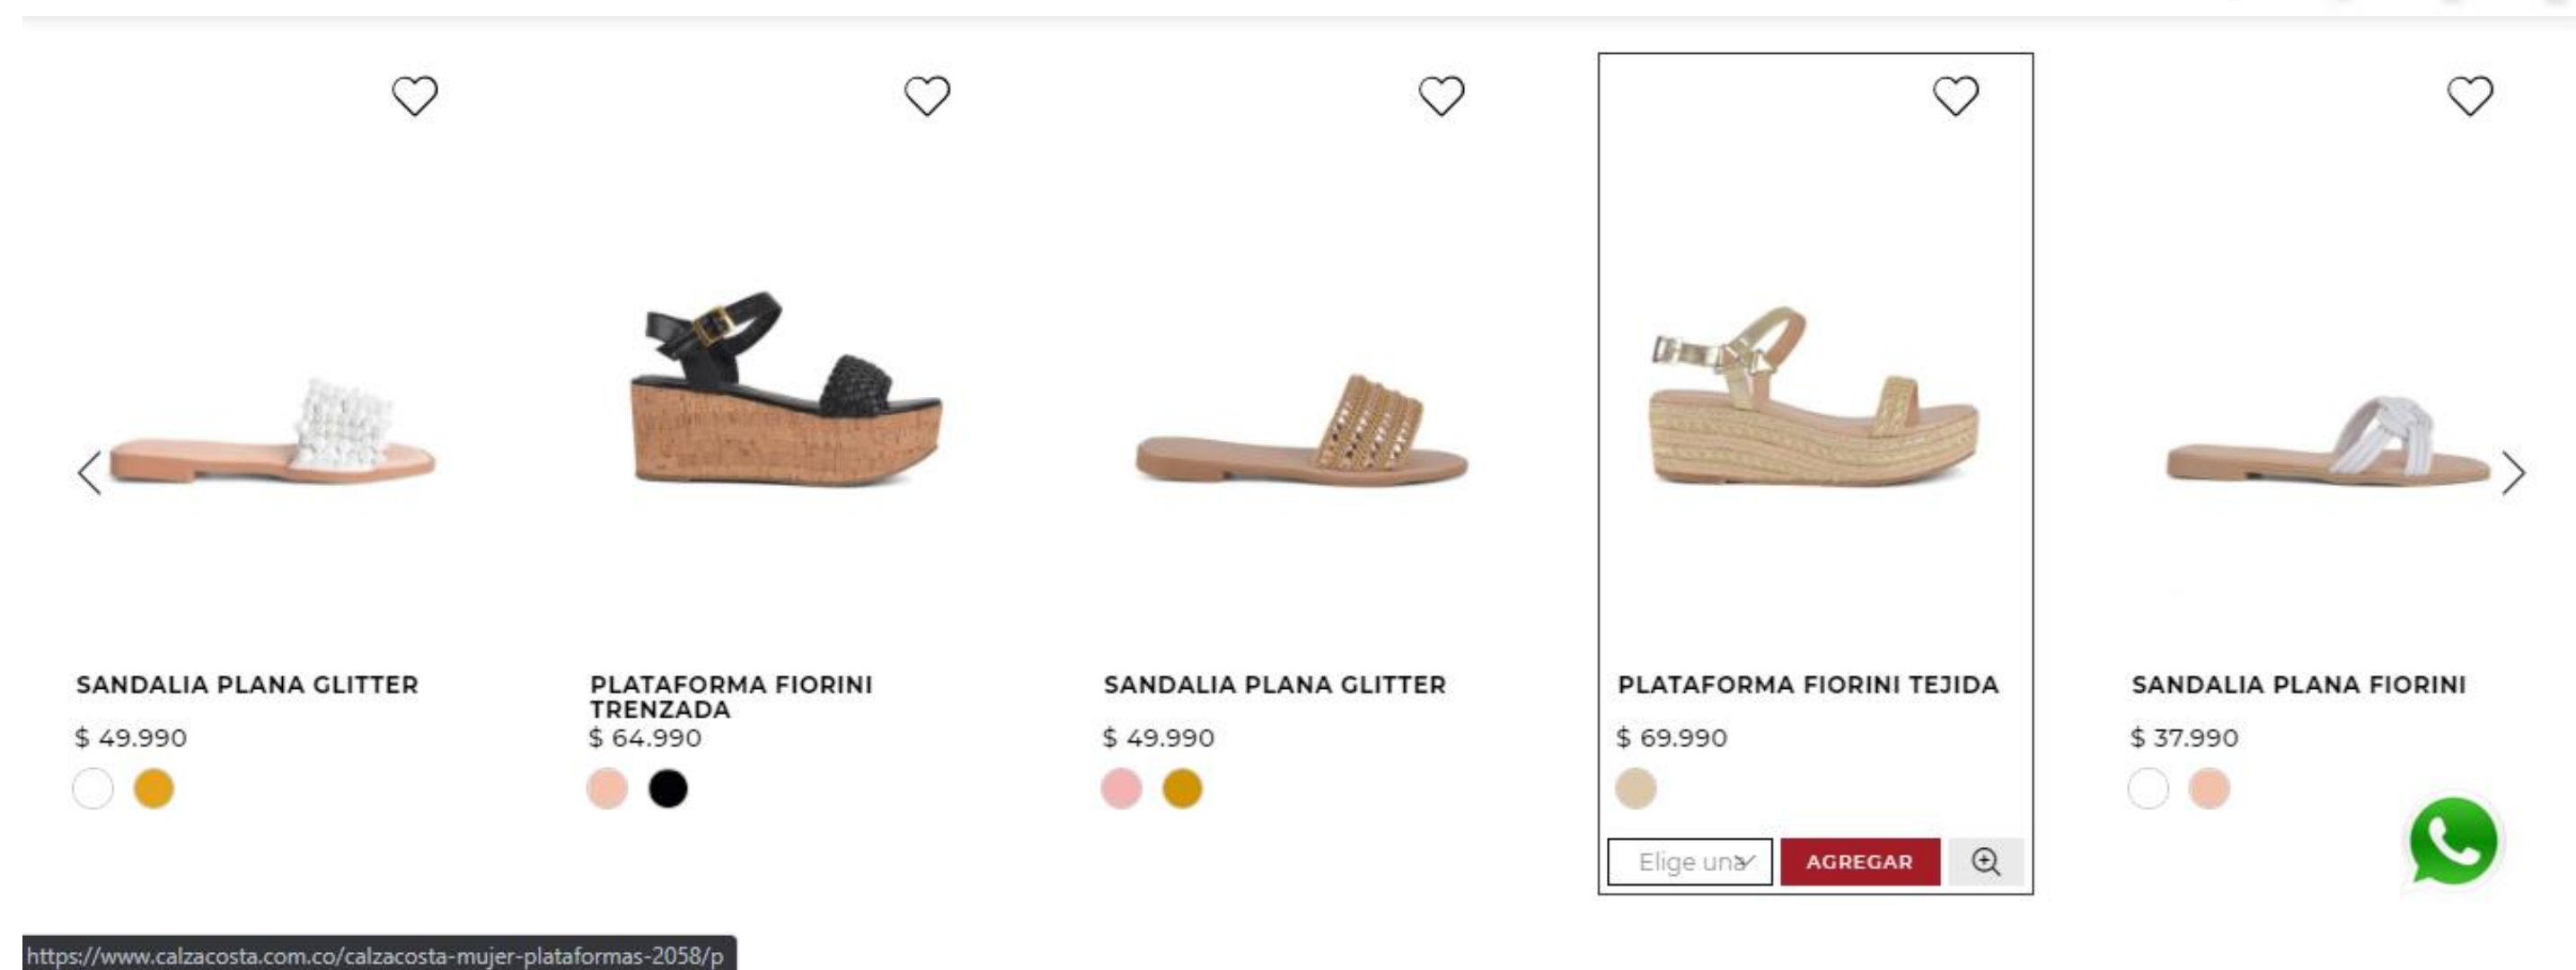 SANDALIA PLANA GLITTER
$ 49.990
PLATAFORMA FIORINI
TRENZADA
$ 64.990
SANDALIA PLANA GLITTER
$ 49.990
PLATAFORMA FIORINI TEJIDA
$ 69.990
Elige una
AGREGAR
SANDALIA PLANA FIORINI
$ 37.990
https://www.calzacosta.com.co/calzacosta-mujer-plataformas-2058/p